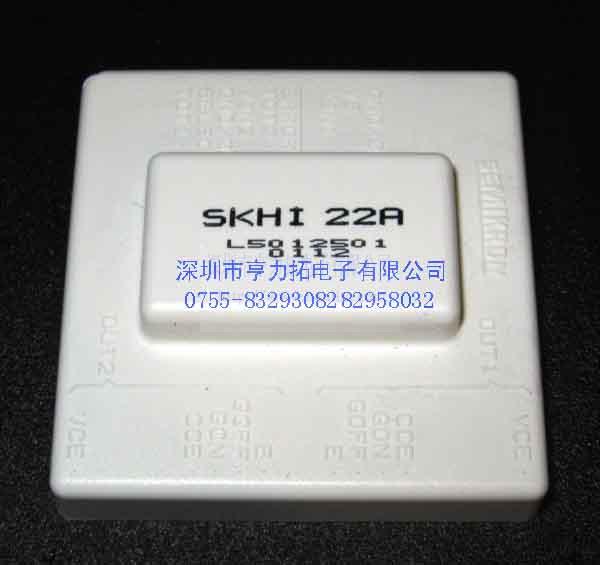 SKHI 22A
L5012501
0112
深圳市亨力拓电子有限公司
0755-83293082 82958032
SEMIKRON
OUT2
OUT1
VCE
CCE
GON
GOFF
E
CCE
GON
GOFF
E
VCE